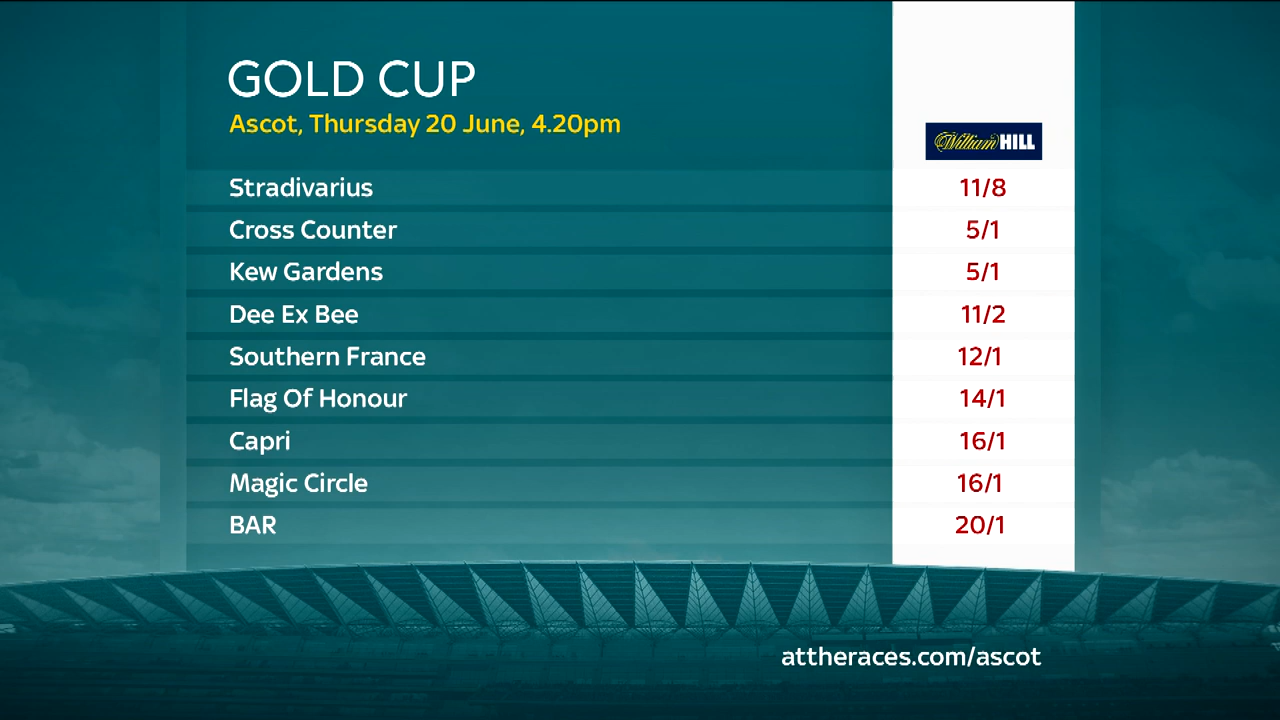 GOLD CUP
Ascot, Thursday 20 June, 4.20pm
William HILL
Stradivarius 11/8
Cross Counter 5/1
Kew Gardens 5/1
Dee Ex Bee 11/2
Southern France 12/1
Flag Of Honour 14/1
Capri 16/1
Magic Circle 16/1
BAR 20/1
attheraces.com/ascot